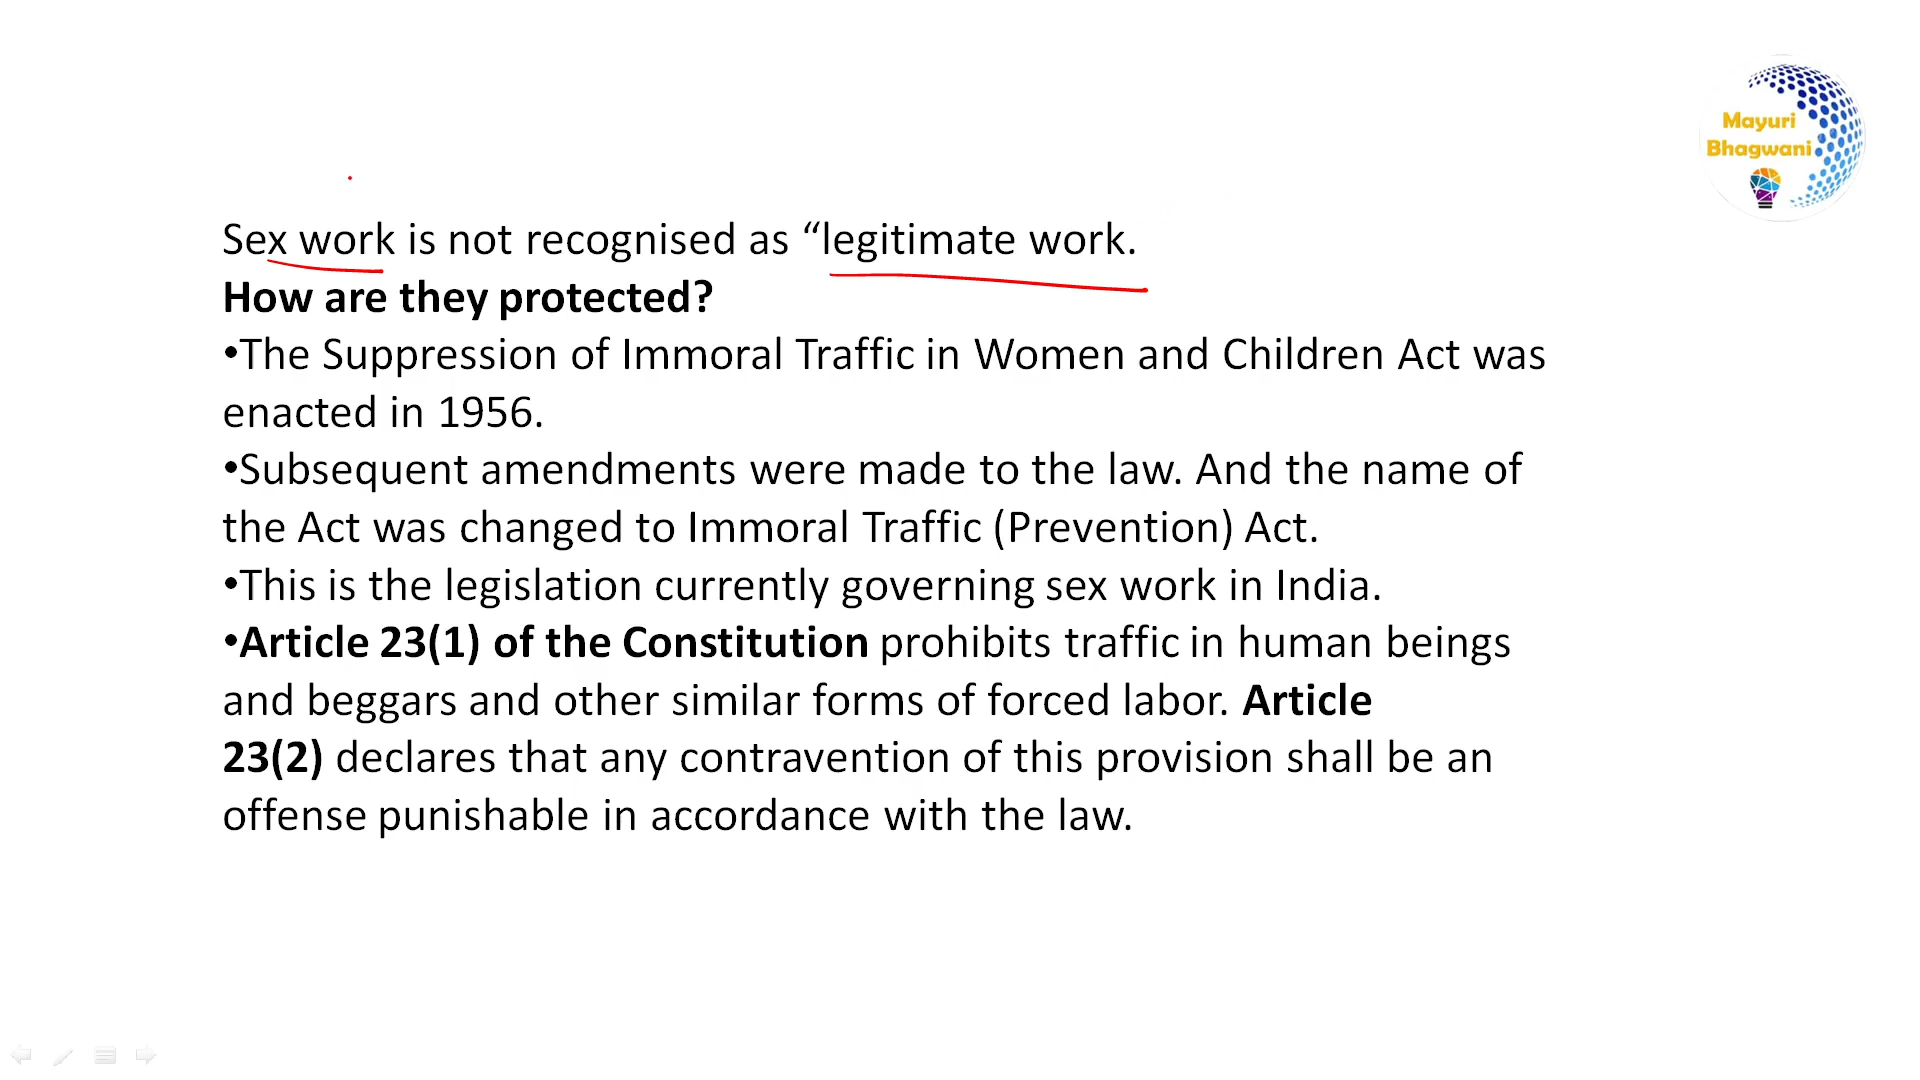 Mayuri
Bhagwani
Sex work is not recognised as “legitimate work.
How are they protected?
•The Suppression of Immoral Traffic in Women and Children Act was
enacted in 1956.
•Subsequent amendments were made to the law. And the name of
the Act was changed to Immoral Traffic (Prevention) Act.
•This is the legislation currently governing sex work in India.
•Article 23(1) of the Constitution prohibits traffic in human beings
and beggars and other similar forms of forced labor. Article
23(2) declares that any contravention of this provision shall be an
offense punishable in accordance with the law.